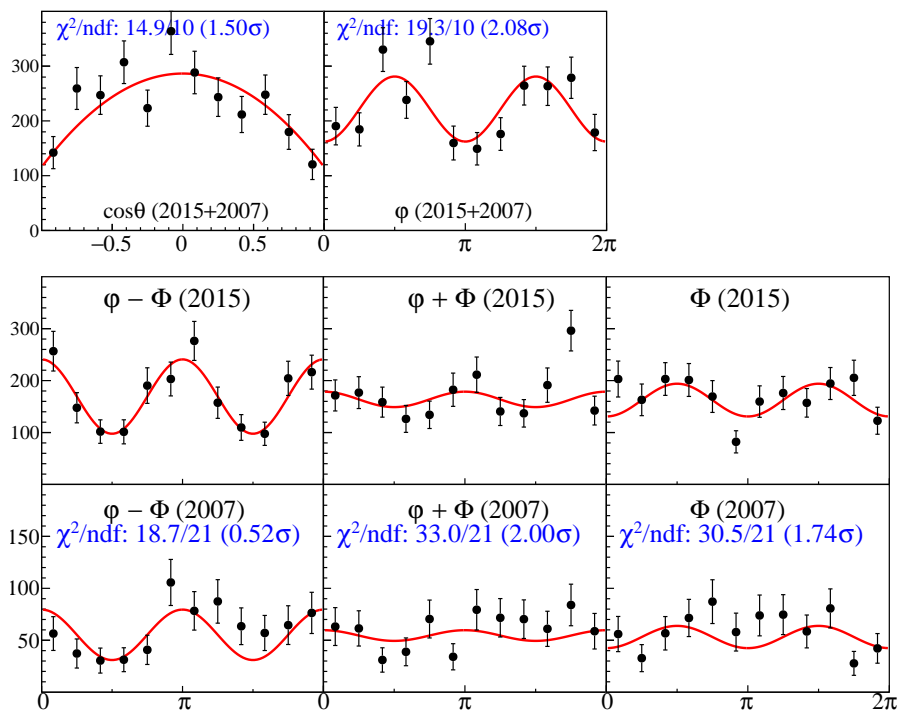 χ²/ndf: 14.9/10 (1.50σ)
χ²/ndf: 19.3/10 (2.08σ)
300
200
100
0
cosθ (2015+2007)
φ (2015+2007)
−0.5 0 0.5 0 π 2π
φ − Φ (2015)
φ + Φ (2015)
Φ (2015)
300
200
100
φ − Φ (2007)
φ + Φ (2007)
Φ (2007)
χ²/ndf: 18.7/21 (0.52σ)
χ²/ndf: 33.0/21 (2.00σ)
χ²/ndf: 30.5/21 (1.74σ)
150
100
50
0 π 0 π 0 π 2π